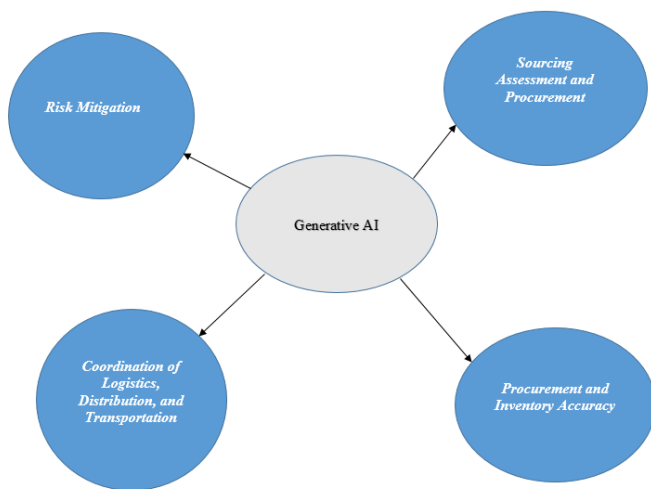 Risk Mitigation
Sourcing
Assessment and
Procurement
Generative AI
Coordination of
Logistics,
Distribution, and
Transportation
Procurement and
Inventory Accuracy